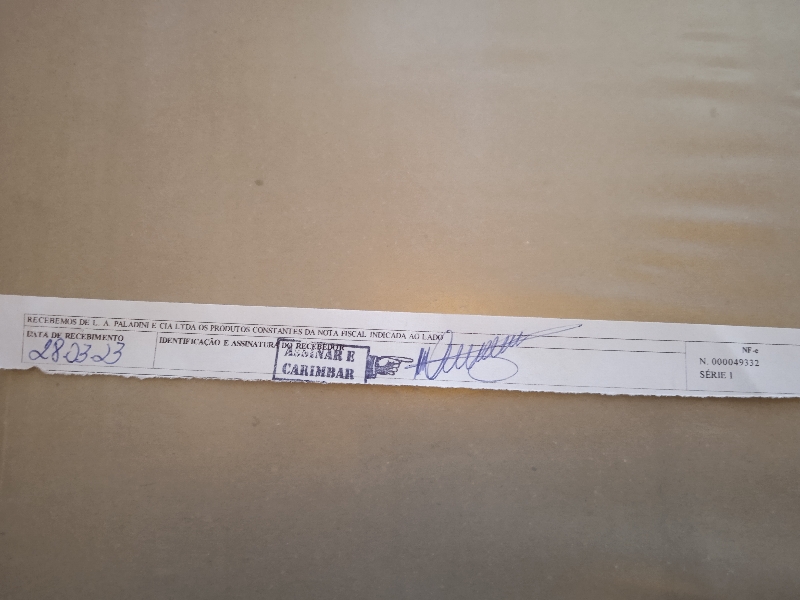 RECEBEMOS DE L. A. PALADINI E CIA LTDA OS PRODUTOS CONSTANTES DA NOTA FISCAL INDICADA AO LADO
DATA DE RECEBIMENTO
28-03-23
IDENTIFICAÇÃO E ASSINATURA DO RECEBEDOR
ASSINAR E
CARIMBAR
NF-e
N. 000049332
SÉRIE 1